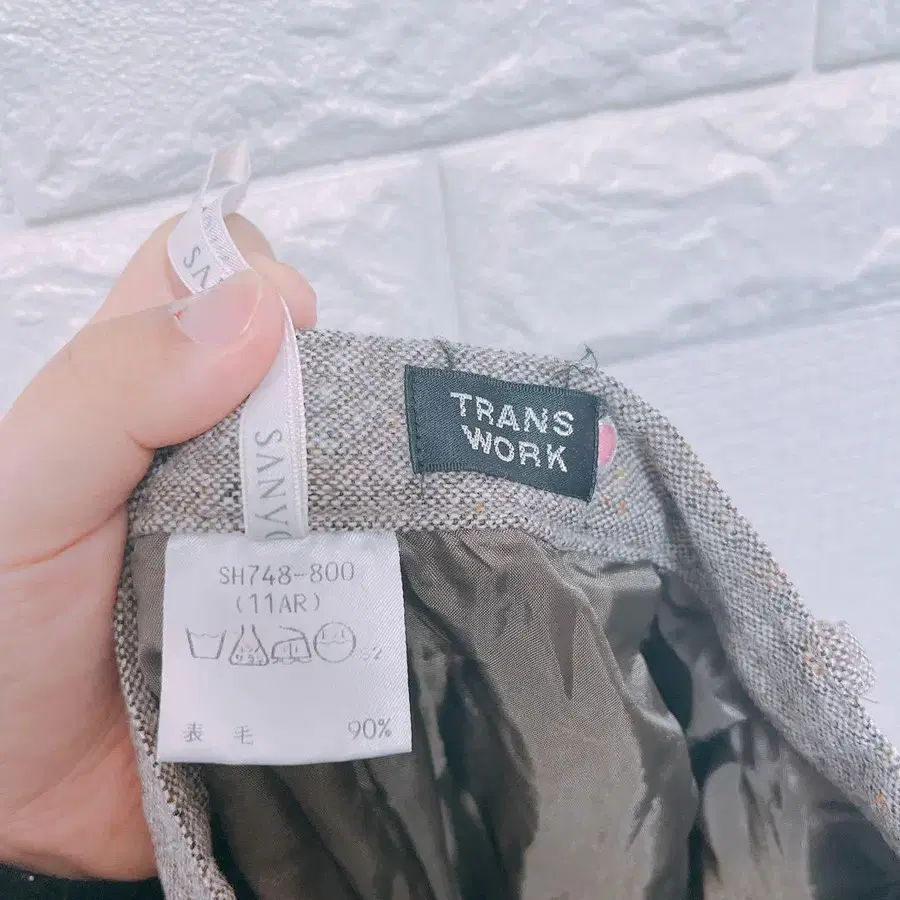 SANYO
TRANS
WORK
SH748-800
(11AR)
表 毛 90%